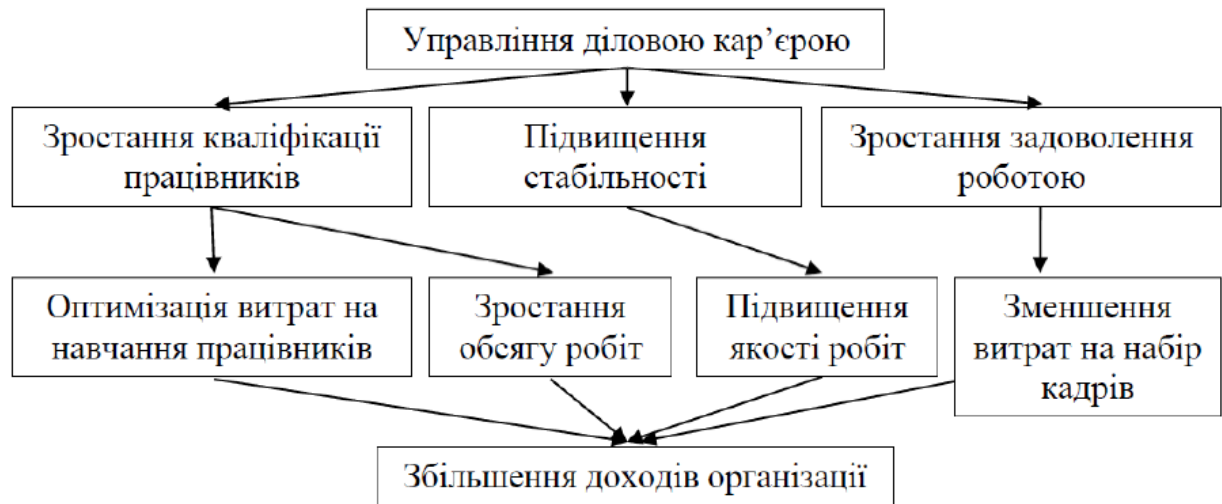 Управління діловою кар’єрою
Зростання кваліфікації
працівників
Підвищення
стабільності
Зростання задоволення
роботою
Оптимізація витрат на
навчання працівників
Зростання
обсягу робіт
Підвищення
якості робіт
Зменшення
витрат на набір
кадрів
Збільшення доходів організації